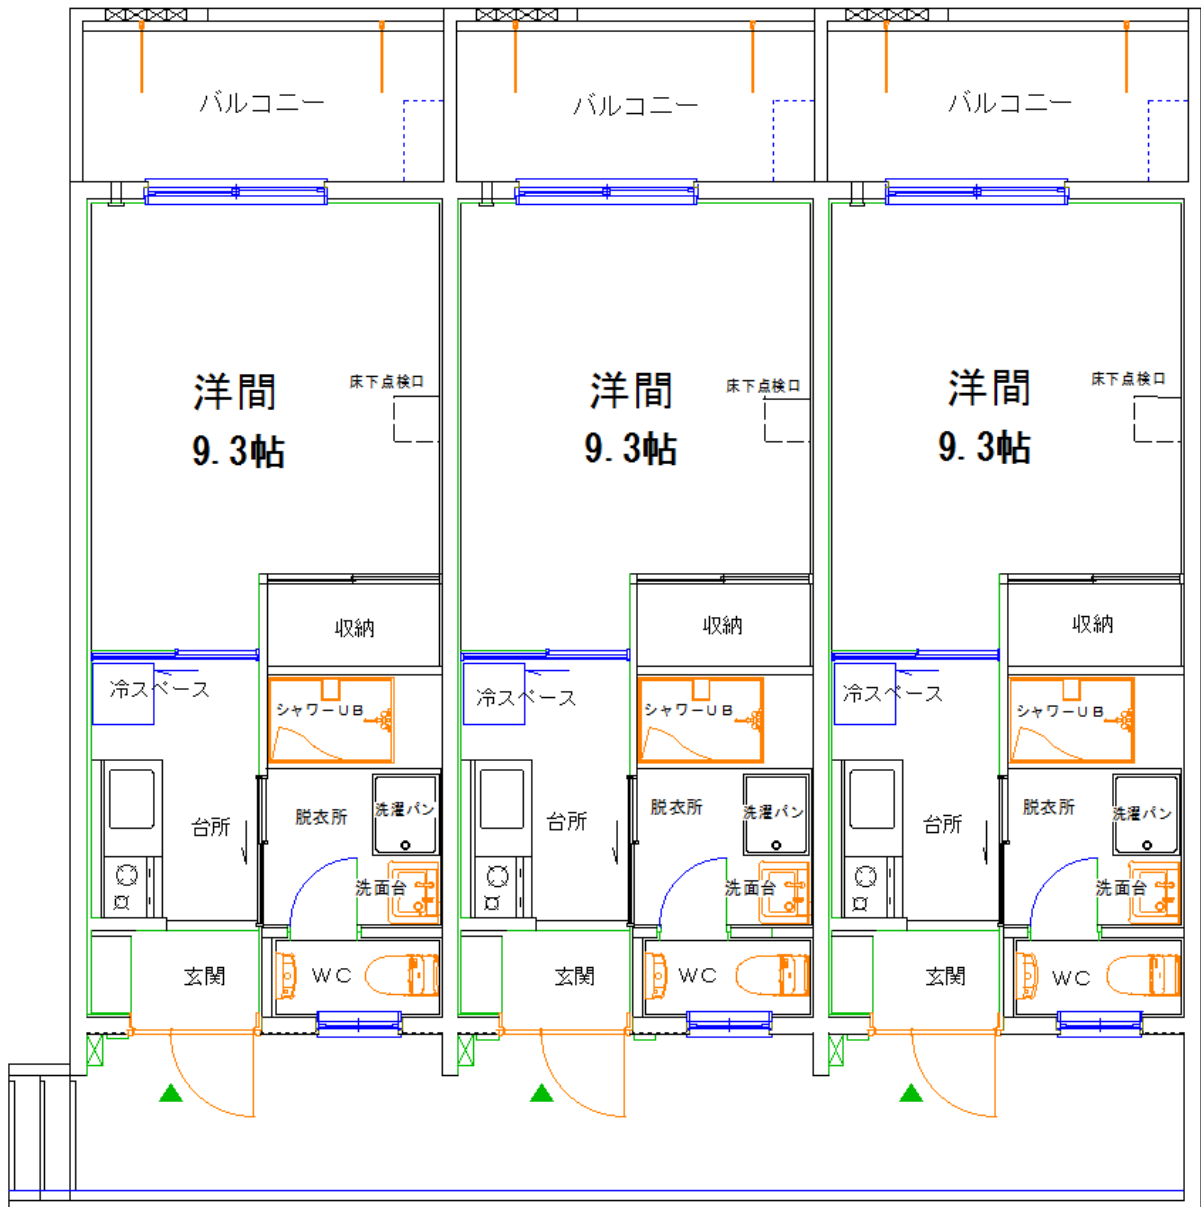 バルコニー
バルコニー
バルコニー
洋間
9.3帖
床下点検口
洋間
9.3帖
床下点検口
洋間
9.3帖
床下点検口
収納
収納
収納
冷スペース
シャワーUB
冷スペース
シャワーUB
冷スペース
シャワーUB
台所
脱衣所
洗濯パン
台所
脱衣所
洗濯パン
台所
脱衣所
洗濯パン
洗面台
洗面台
洗面台
玄関
WC
玄関
WC
玄関
WC